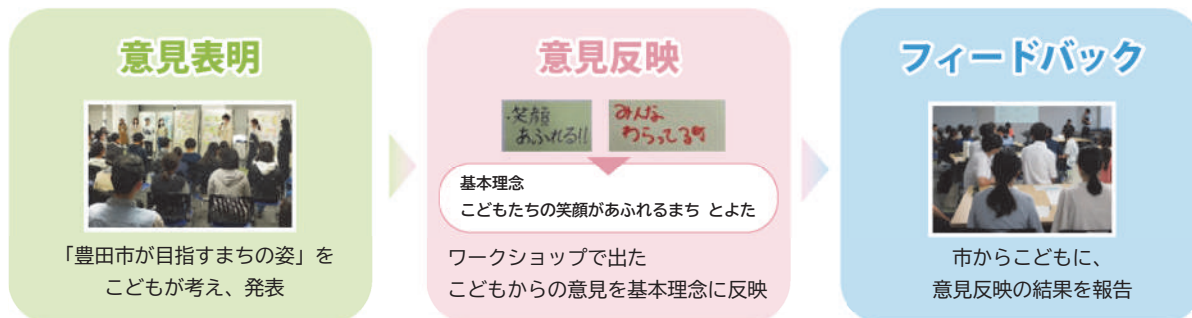 意見表明
「豊田市が目指すまちの姿」を
こどもが考え、発表
意見反映
・笑顔
あふれる!!
みんな
わらってる町
基本理念
こどもたちの笑顔があふれるまち とよた
ワークショップで出た
こどもからの意見を基本理念に反映
フィードバック
市からこどもに、
意見反映の結果を報告